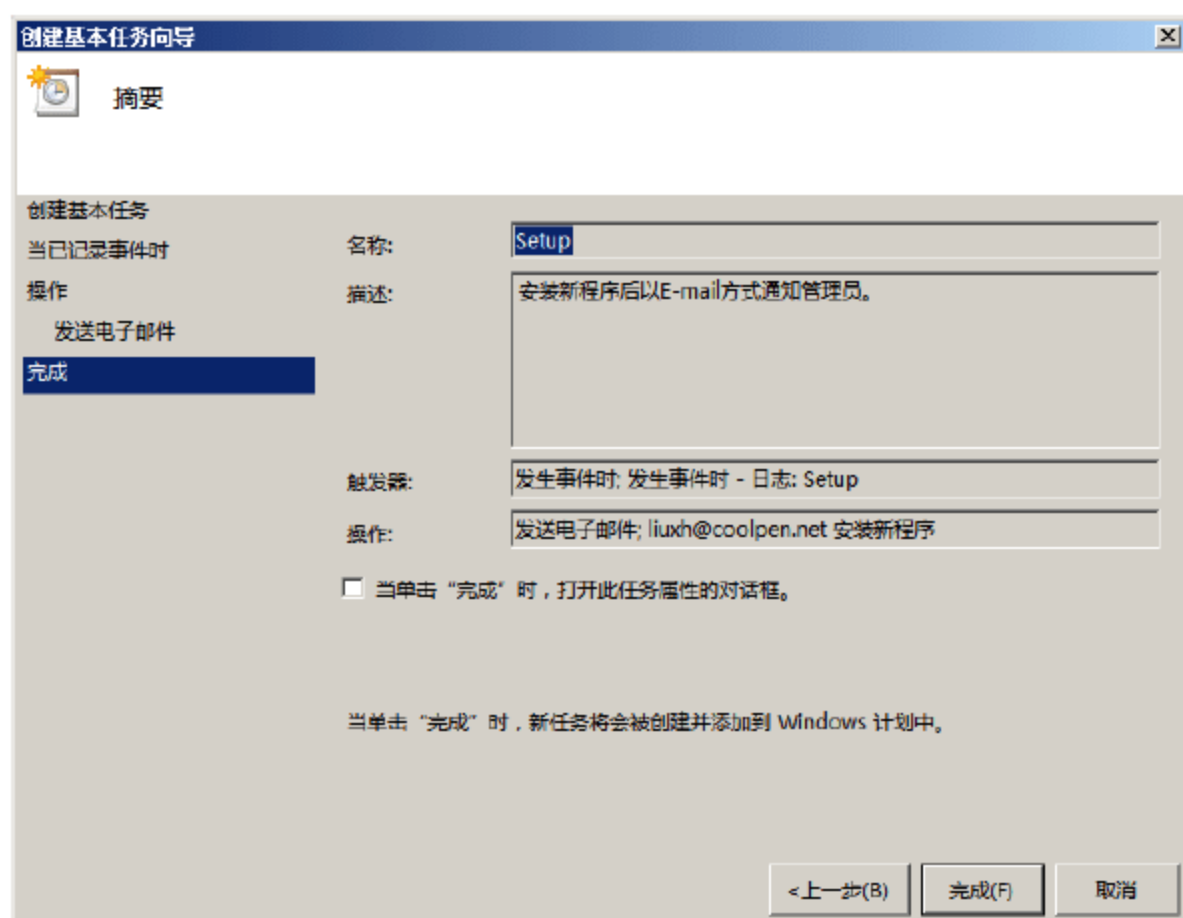 创建基本任务向导
摘要
创建基本任务
当已记录事件时
操作
发送电子邮件
完成
名称: Setup
描述: 安装新程序后以E-mail方式通知管理员。
触发器: 发生事件时; 发生事件时 - 日志: Setup
操作: 发送电子邮件; liuxh@coolpen.net 安装新程序
当单击“完成”时，打开此任务属性的对话框。
当单击“完成”时，新任务将会被创建并添加到 Windows 计划中。
<上一步(B) 完成(F) 取消